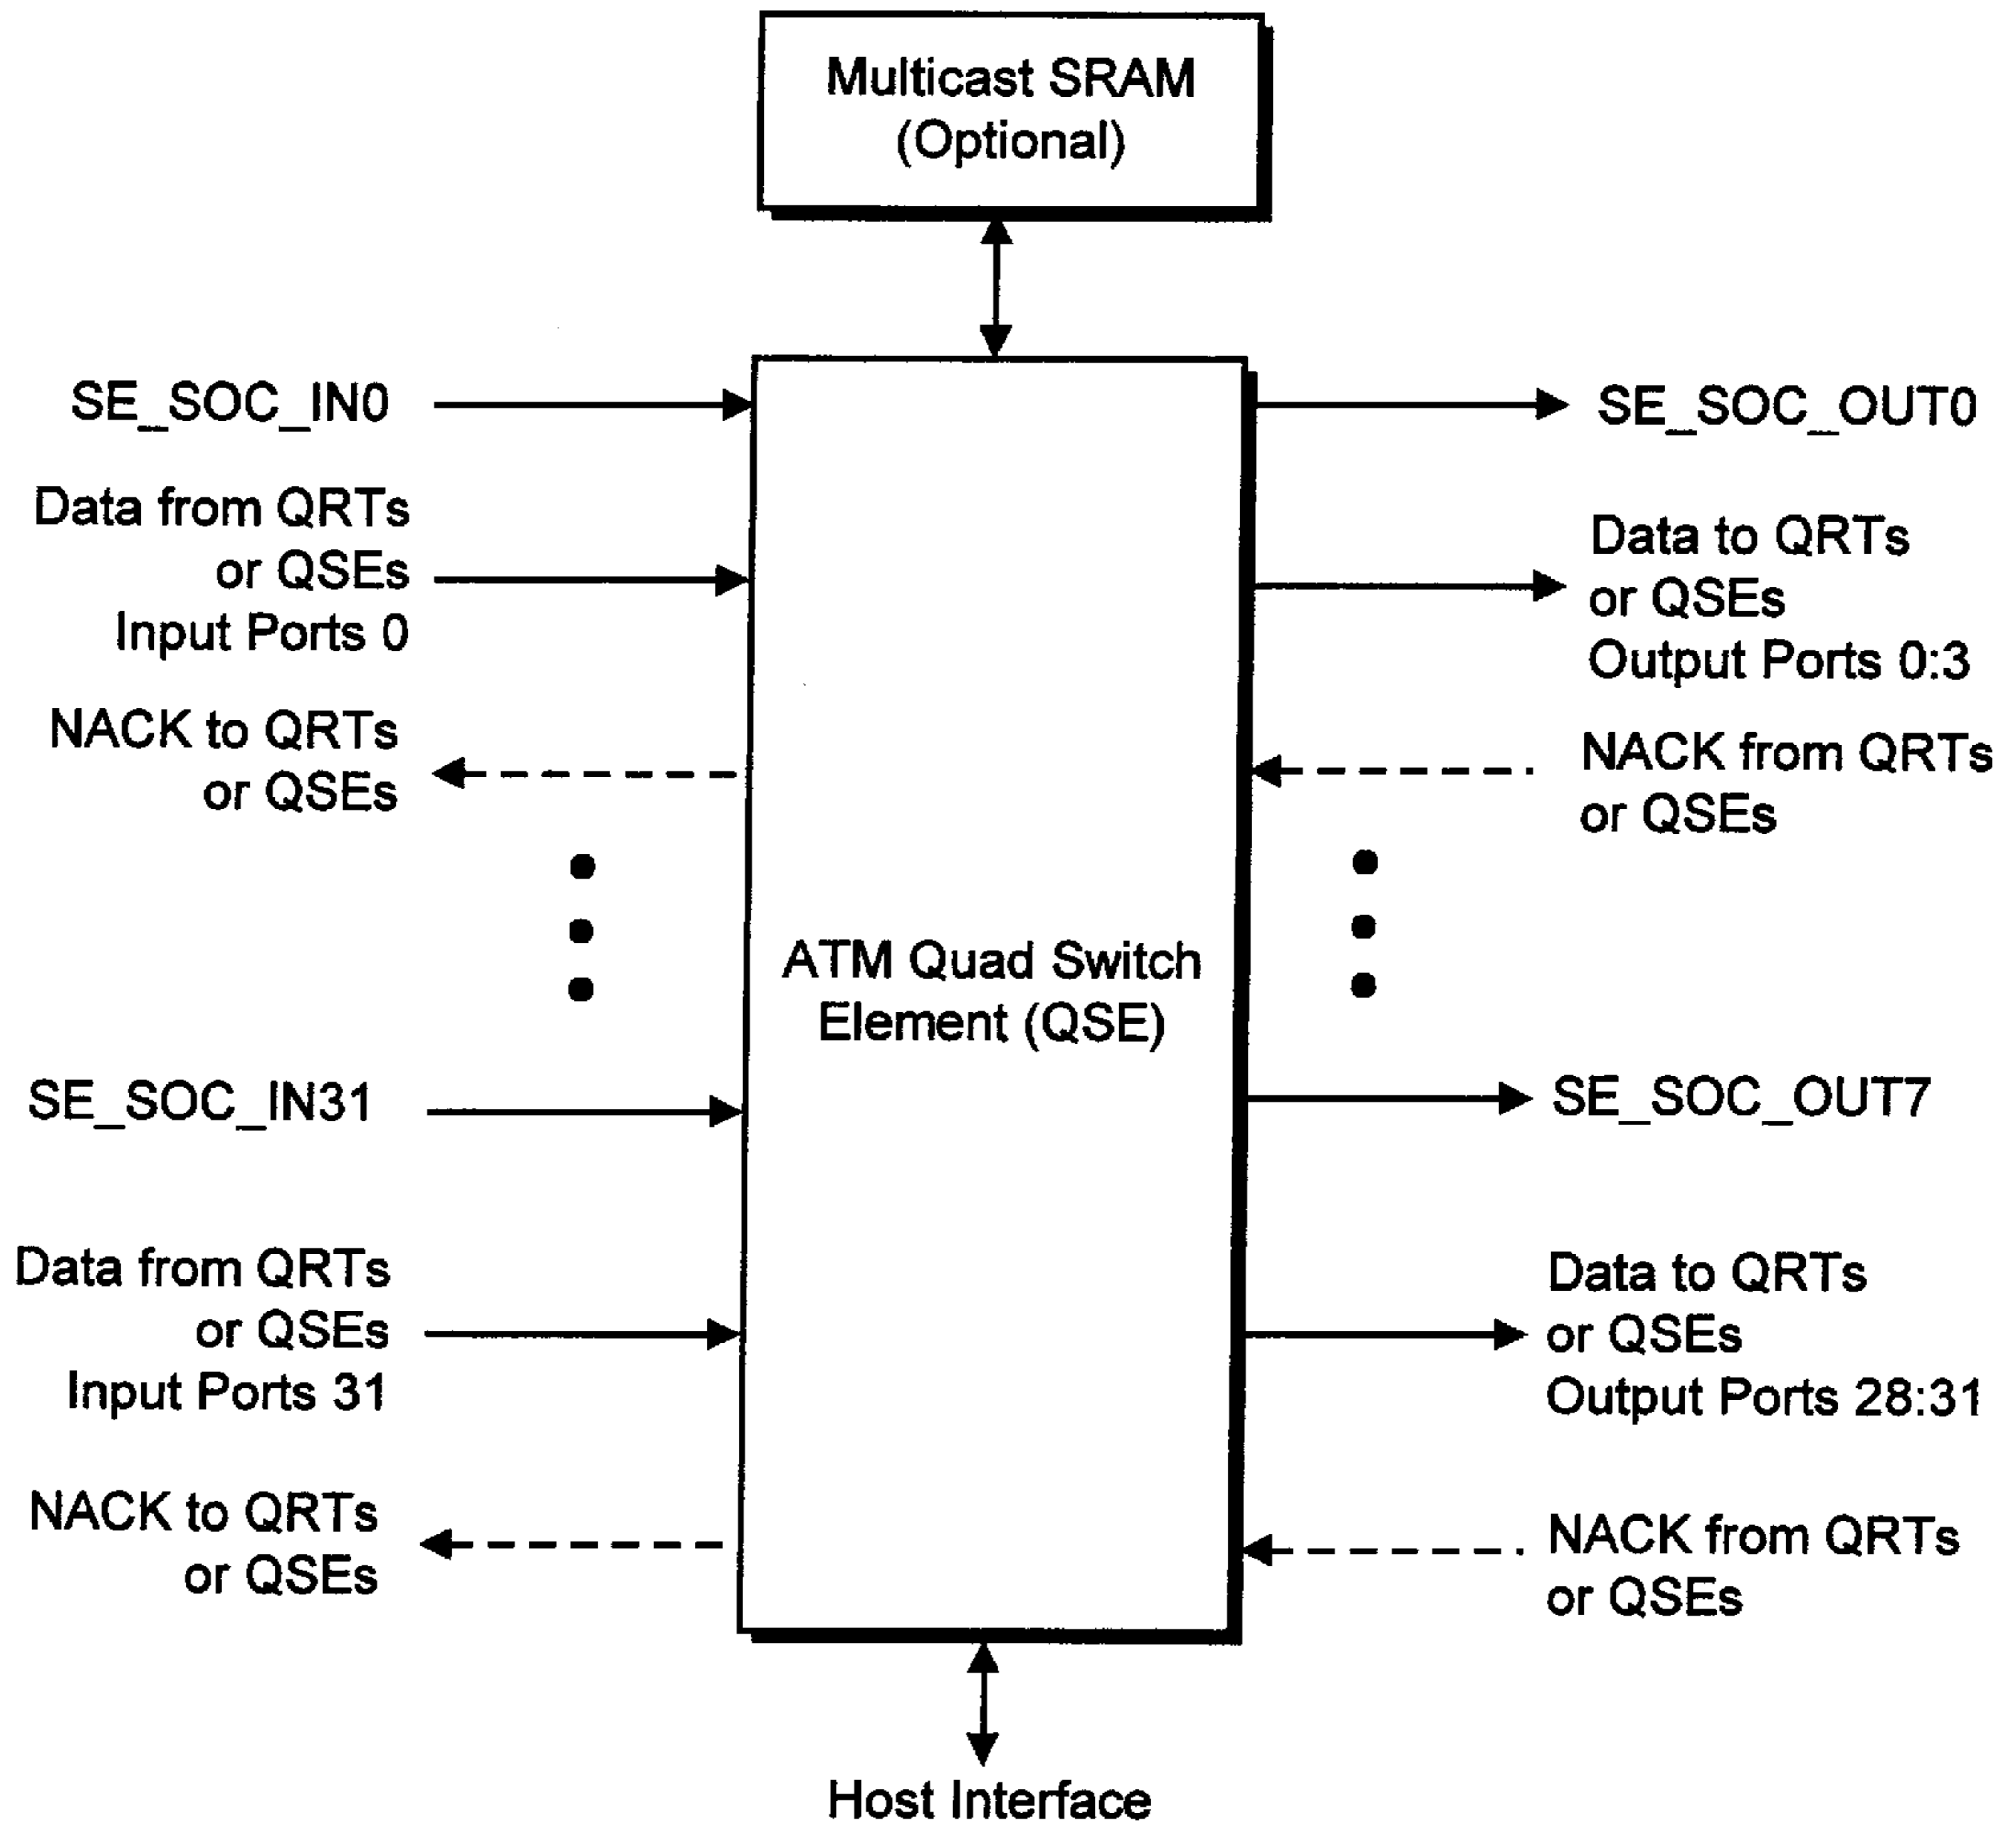 Multicast SRAM
(Optional)
SE_SOC_IN0
SE_SOC_OUT0
Data from QRTs
or QSEs
Input Ports 0
Data to QRTs
or QSEs
Output Ports 0:3
NACK to QRTs
or QSEs
NACK from QRTs
or QSEs
ATM Quad Switch
Element (QSE)
SE_SOC_IN31
SE_SOC_OUT7
Data from QRTs
or QSEs
Input Ports 31
Data to QRTs
or QSEs
Output Ports 28:31
NACK to QRTs
or QSEs
NACK from QRTs
or QSEs
Host Interface